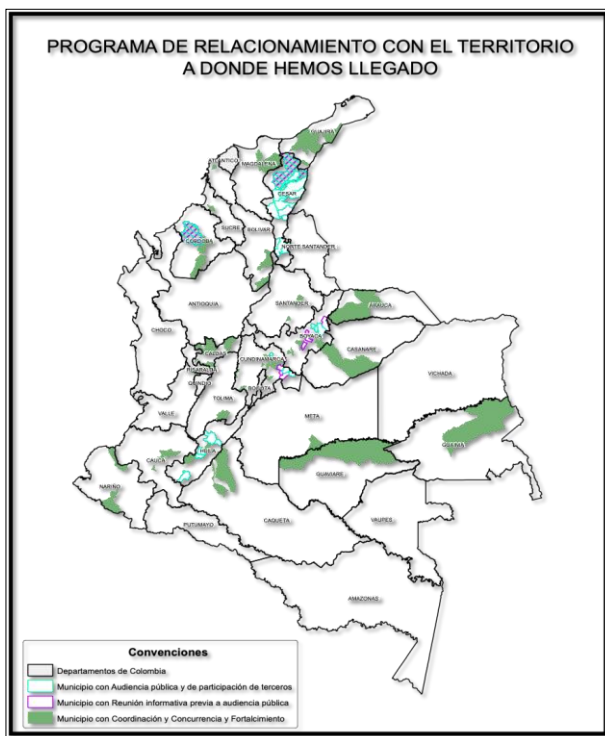 PROGRAMA DE RELACIONAMIENTO CON EL TERRITORIO
A DONDE HEMOS LLEGADO
GUAJIRA
ATLANTICO
MAGDALENA
CESAR
SUCRE
BOLIVAR
NORTE SANTANDER
CORDOBA
ANTIOQUIA
SANTANDER
ARAUCA
CHOCO
BOYACA
CASANARE
CALDAS
CUNDINAMARCA
RISARALDA
VICHADA
QUINDIO
BOGOTA
TOLIMA
VALLE
META
GUAINIA
HUILA
CAUCA
GUAVIARE
NARIÑO
CAQUETA
VAUPES
PUTUMAYO
AMAZONAS
Convenciones
Departamentos de Colombia
Municipio con Audiencia pública y de participación de terceros
Municipio con Reunión informativa previa a audiencia pública
Municipio con Coordinación y Concurrencia y Fortalcimiento